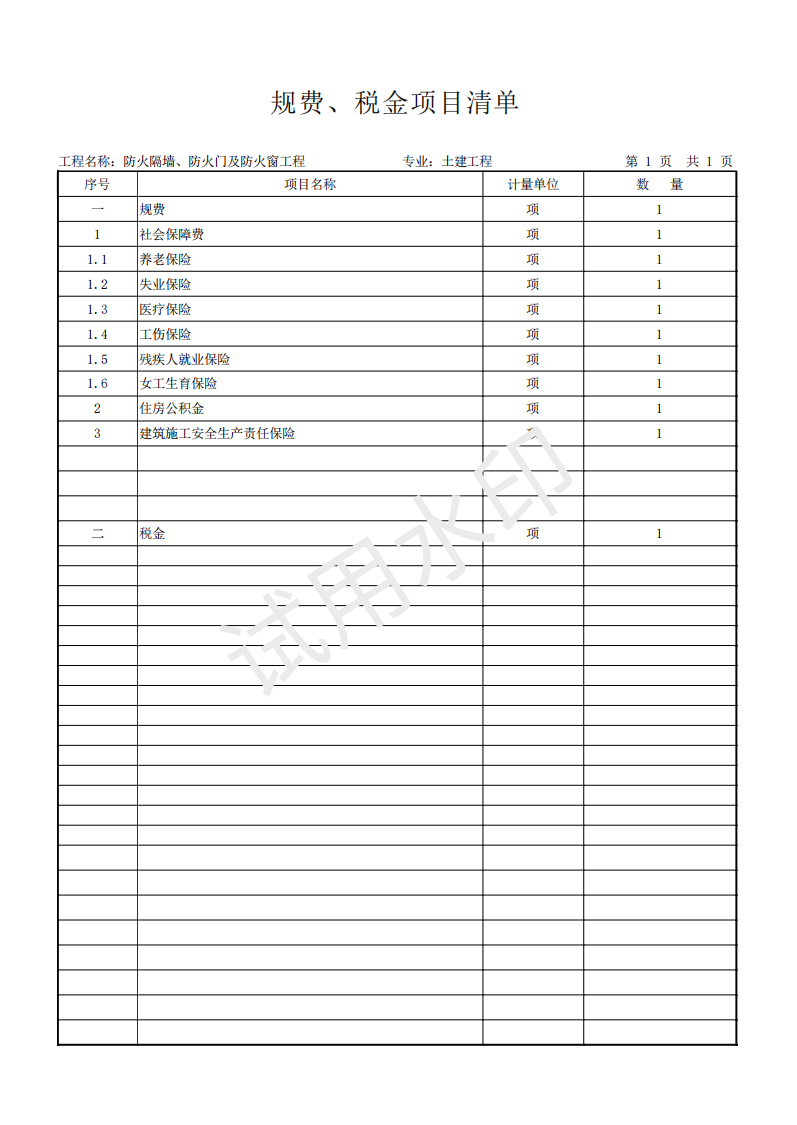 规费、税金项目清单
工程名称：防火隔墙、防火门及防火窗工程 专业：土建工程 第 1 页 共 1 页
序号 项目名称 计量单位 数 量
一 规费 项 1
1 社会保障费 项 1
1.1 养老保险 项 1
1.2 失业保险 项 1
1.3 医疗保险 项 1
1.4 工伤保险 项 1
1.5 残疾人就业保险 项 1
1.6 女工生育保险 项 1
2 住房公积金 项 1
3 建筑施工安全生产责任保险 项 1
二 税金 项 1
试用水印